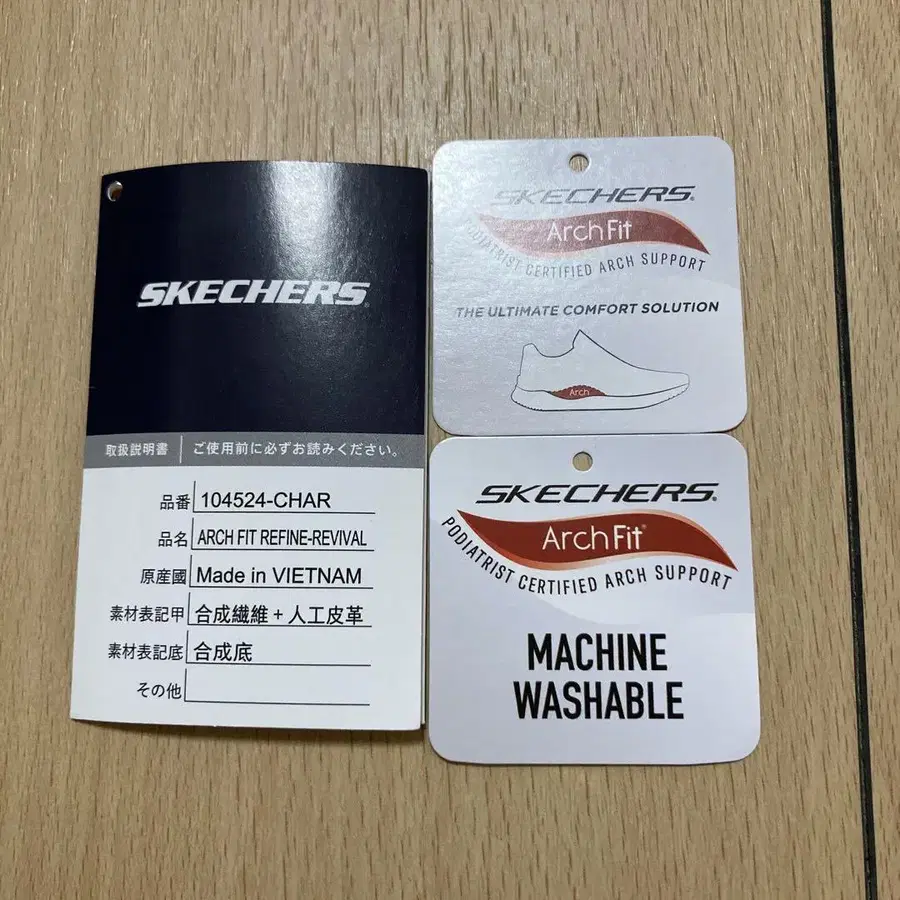 SKECHERS
取扱説明書 ご使用前に必ずお読みください。
品番 104524-CHAR
品名 ARCH FIT REFINE-REVIVAL
原産國 Made in VIETNAM
素材表記甲 合成繊維+人工皮革
素材表記底 合成底
その他
SKECHERS
Arch Fit
PODIATRIST CERTIFIED ARCH SUPPORT
THE ULTIMATE COMFORT SOLUTION
Arch
SKECHERS
Arch Fit®
PODIATRIST CERTIFIED ARCH SUPPORT
MACHINE
WASHABLE